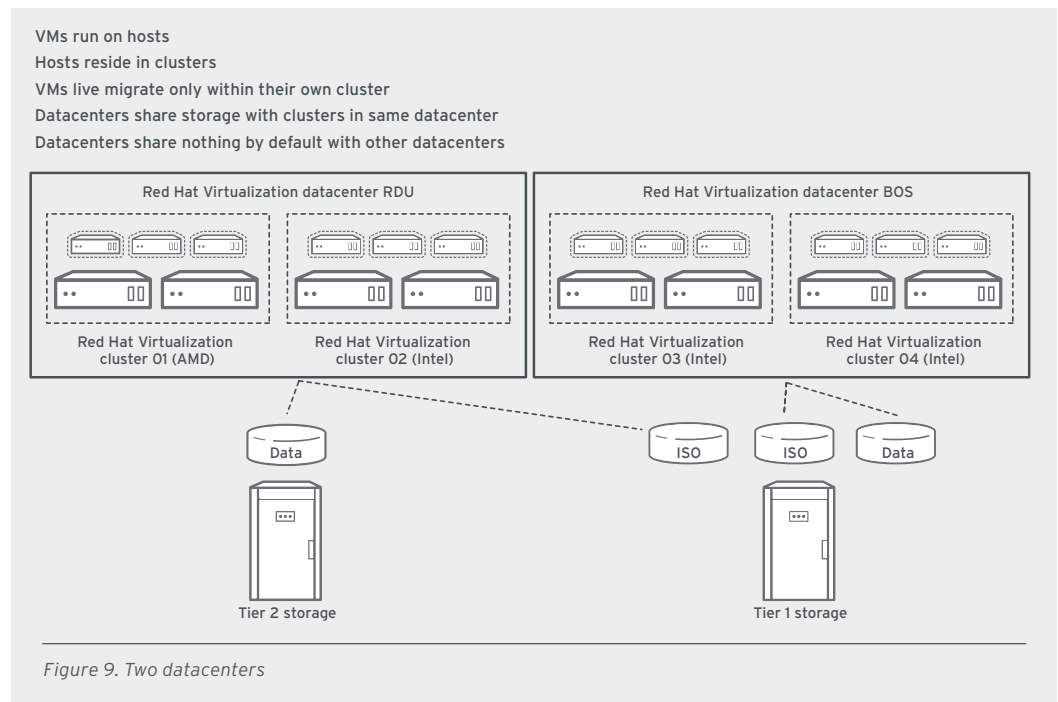 VMs run on hosts
Hosts reside in clusters
VMs live migrate only within their own cluster
Datacenters share storage with clusters in same datacenter
Datacenters share nothing by default with other datacenters
Red Hat Virtualization datacenter RDU
Red Hat Virtualization datacenter BOS
Red Hat Virtualization
cluster 01 (AMD)
Red Hat Virtualization
cluster 02 (Intel)
Red Hat Virtualization
cluster 03 (Intel)
Red Hat Virtualization
cluster 04 (Intel)
Data
ISO
ISO
Data
Tier 2 storage
Tier 1 storage
Figure 9. Two datacenters